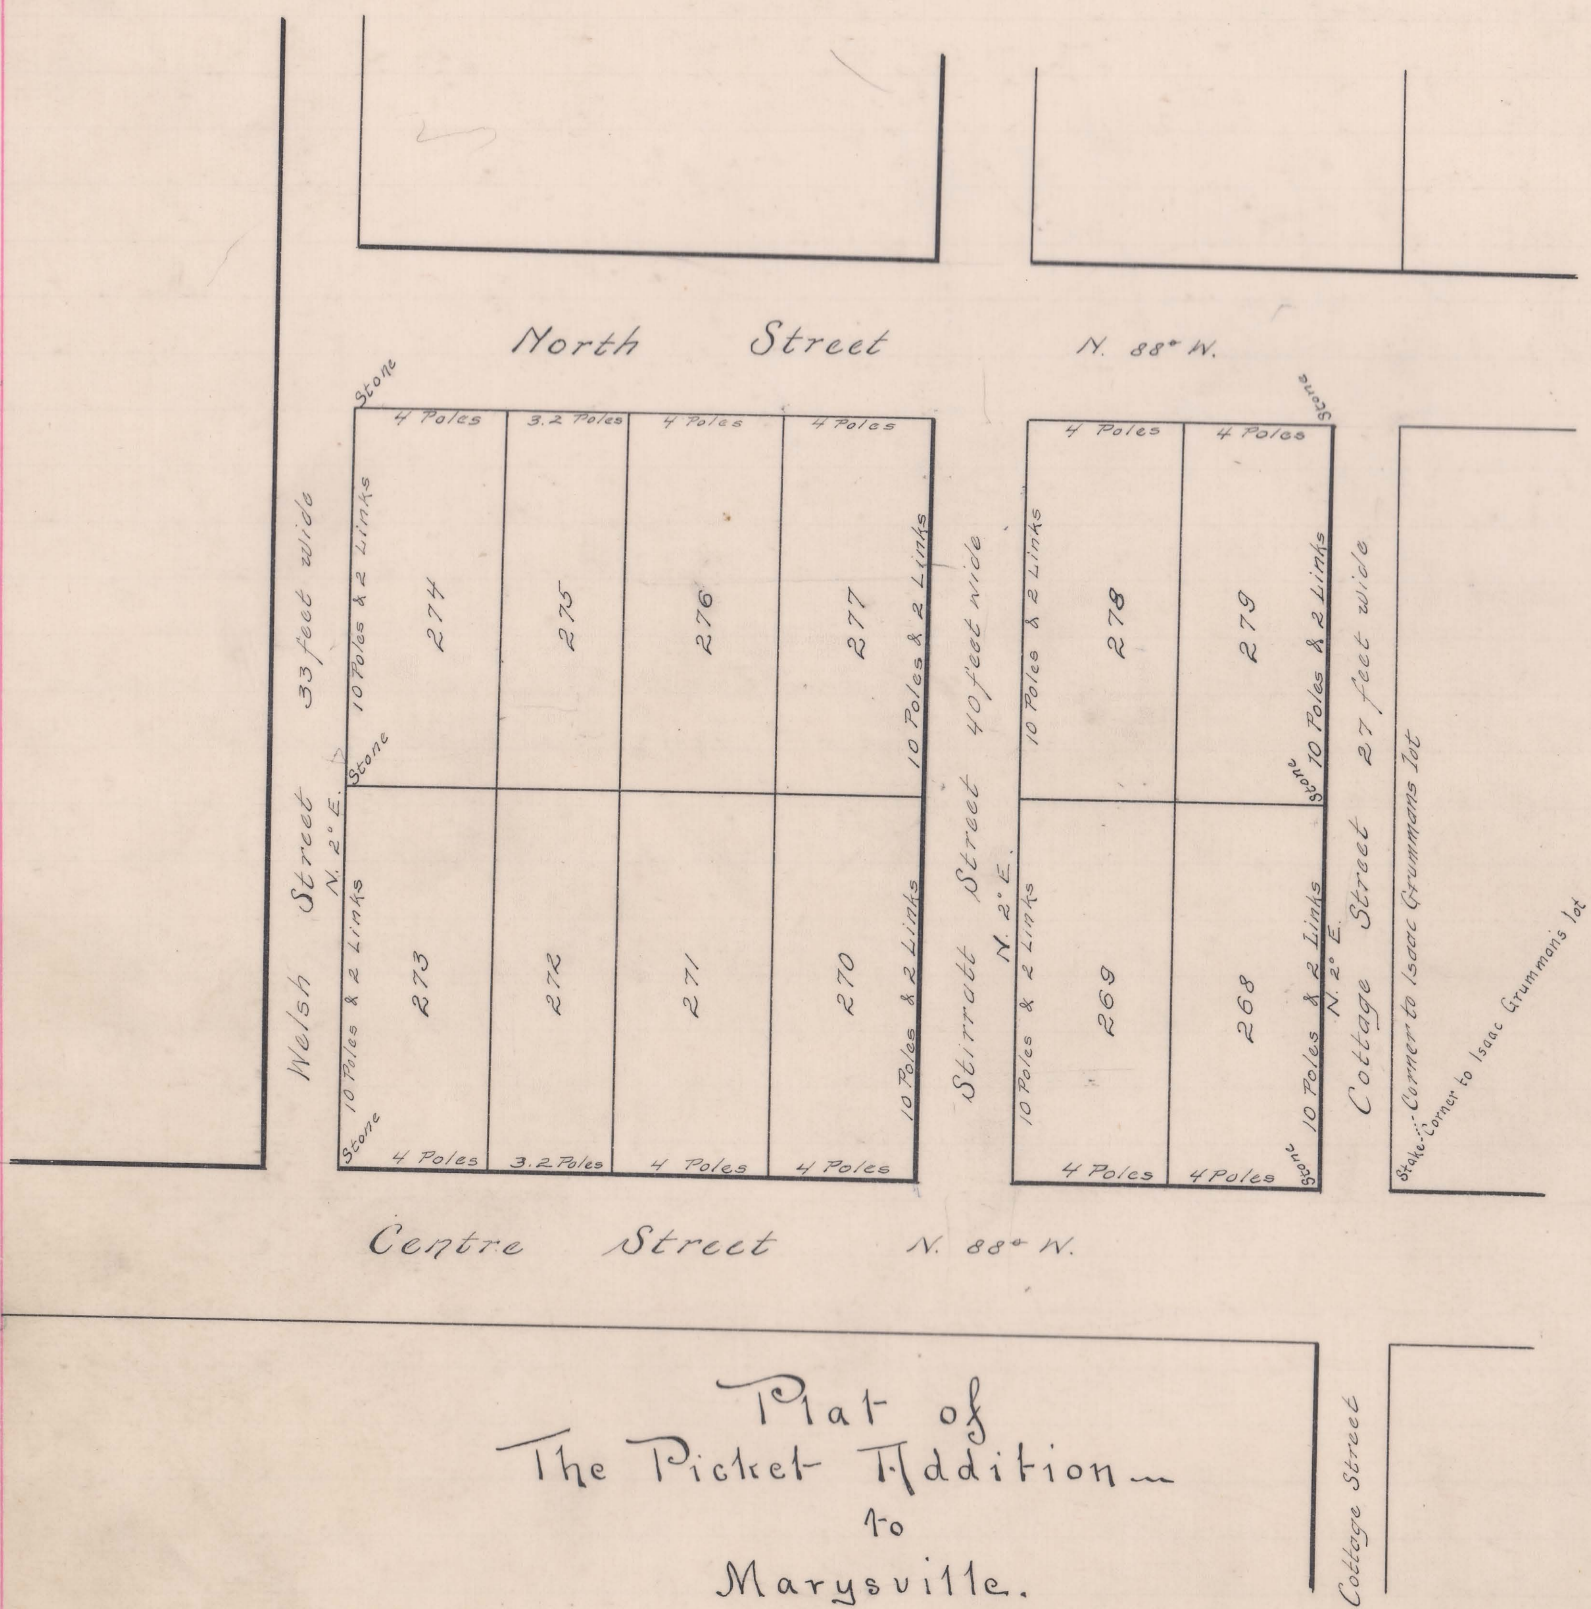 North Street N. 88° W.
Stone
Stone
4 Poles 3.2 Poles 4 Poles 4 Poles
4 Poles 4 Poles
Welsh Street 33 feet wide
N. 2° E.
10 Poles & 2 Links
274
275
276
277
10 Poles & 2 Links
Stirratt Street 40 feet wide
N. 2° E.
10 Poles & 2 Links
278
279
10 Poles & 2 Links
Cottage Street 27 feet wide
N. 2° E.
Stone
Stone
10 Poles & 2 Links
273
272
271
270
10 Poles & 2 Links
10 Poles & 2 Links
269
268
10 Poles & 2 Links
Stake Corner to Isaac Grummans lot
Corner to Isaac Grumman's lot
Stone
Stone
4 Poles 3.2 Poles 4 Poles 4 Poles
4 Poles 4 Poles
Centre Street N. 88° W.
Plat of
The Picket Addition
to
Marysville.
Cottage Street